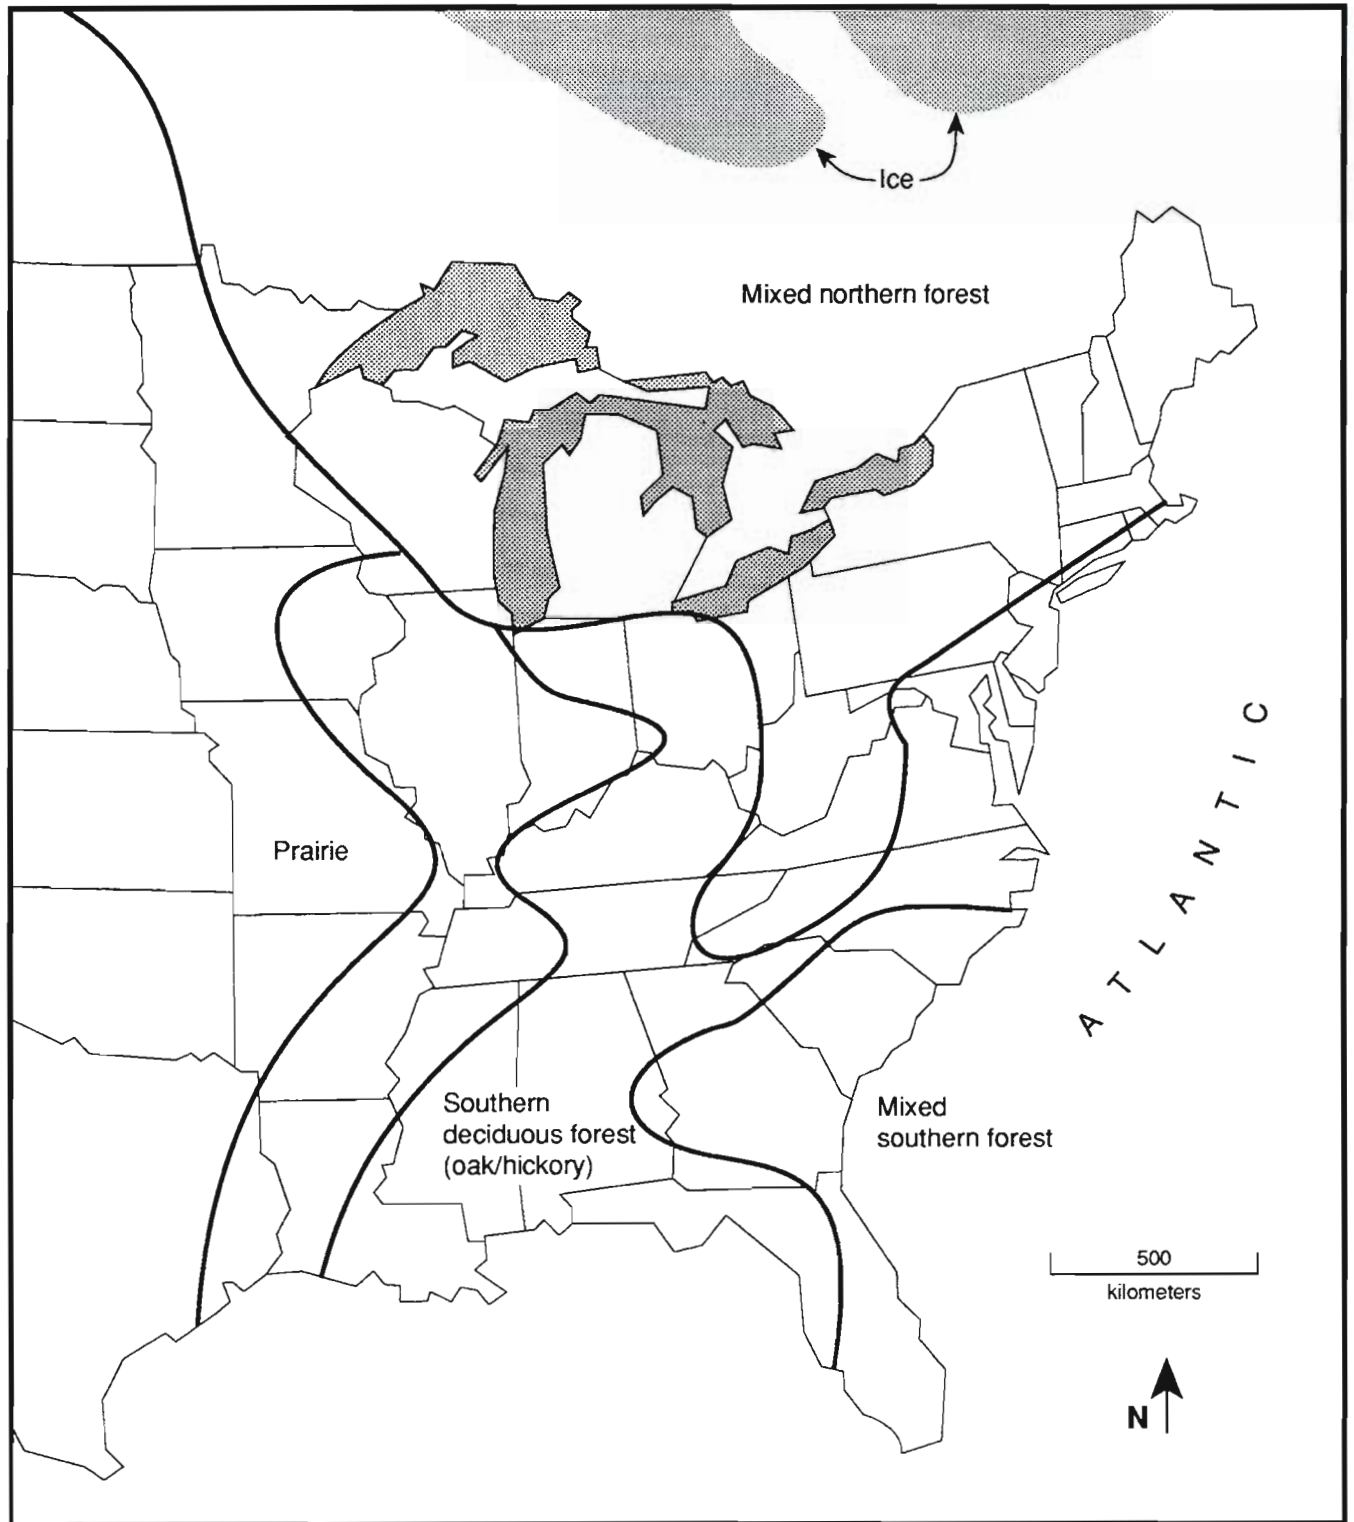 Ice
Mixed northern forest
ATLANTIC
Prairie
Southern
deciduous forest
(oak/hickory)
Mixed
southern forest
500
kilometers
N